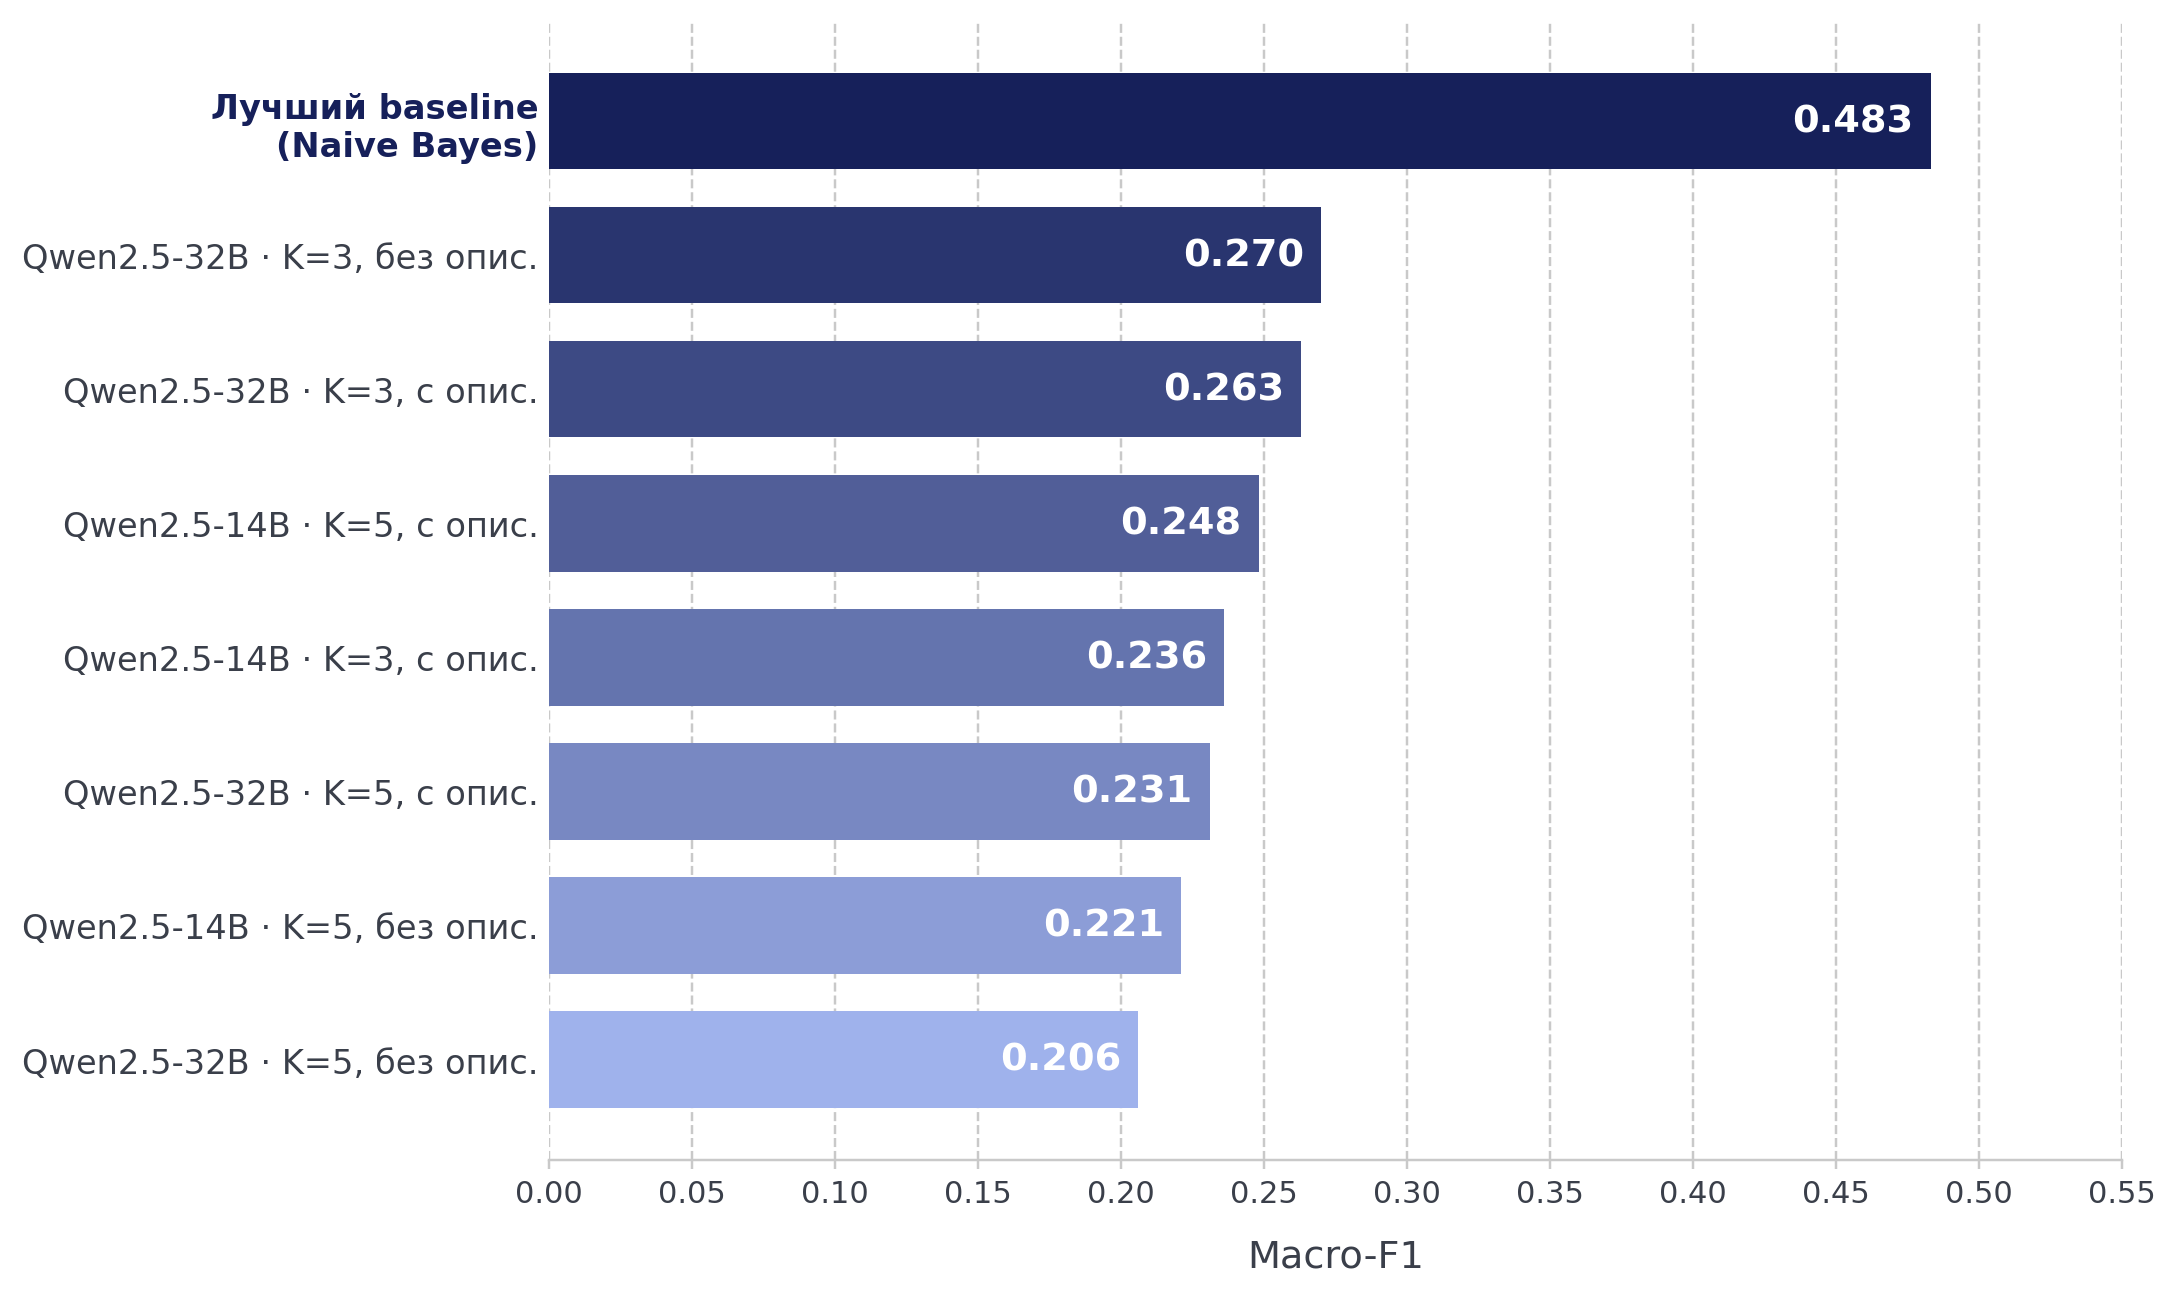 Лучший baseline
(Naive Bayes)
0.483
Qwen2.5-32B · K=3, без опис.
0.270
Qwen2.5-32B · K=3, с опис.
0.263
Qwen2.5-14B · K=5, с опис.
0.248
Qwen2.5-14B · K=3, с опис.
0.236
Qwen2.5-32B · K=5, с опис.
0.231
Qwen2.5-14B · K=5, без опис.
0.221
Qwen2.5-32B · K=5, без опис.
0.206
0.00 0.05 0.10 0.15 0.20 0.25 0.30 0.35 0.40 0.45 0.50 0.55
Macro-F1